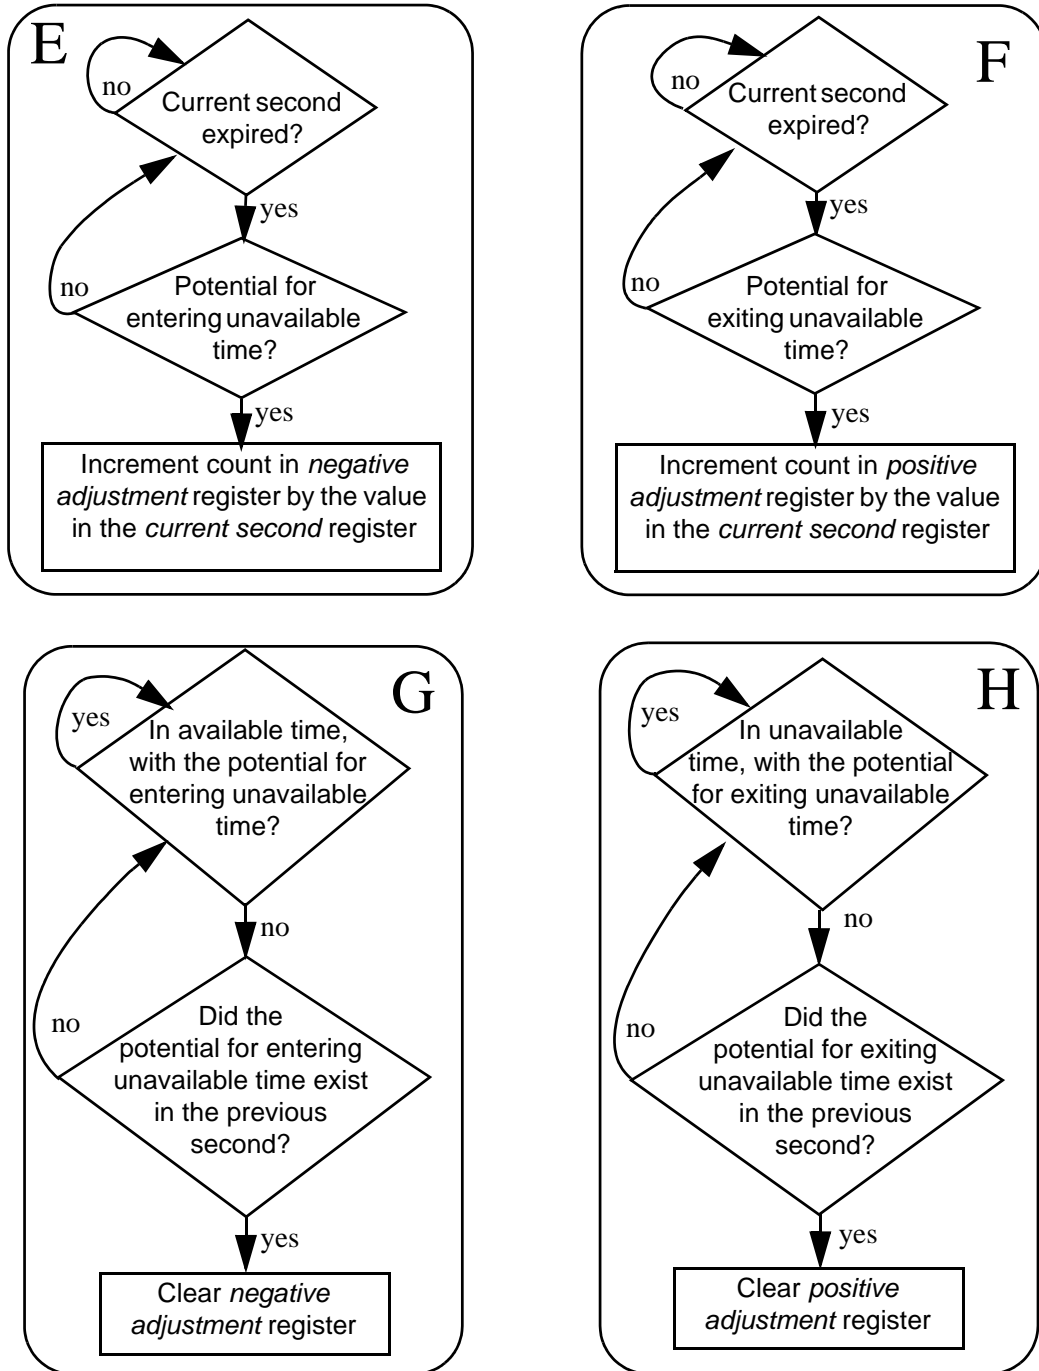 E
no
Current second
expired?
yes
no
Potential for
entering unavailable
time?
yes
Increment count in negative
adjustment register by the value
in the current second register
F
no
Current second
expired?
yes
no
Potential for
exiting unavailable
time?
yes
Increment count in positive
adjustment register by the value
in the current second register
G
yes
In available time,
with the potential for
entering unavailable
time?
no
no
Did the
potential for entering
unavailable time exist
in the previous
second?
yes
Clear negative
adjustment register
H
yes
In unavailable
time, with the potential
for exiting unavailable
time?
no
no
Did the
potential for exiting
unavailable time exist
in the previous
second?
yes
Clear positive
adjustment register